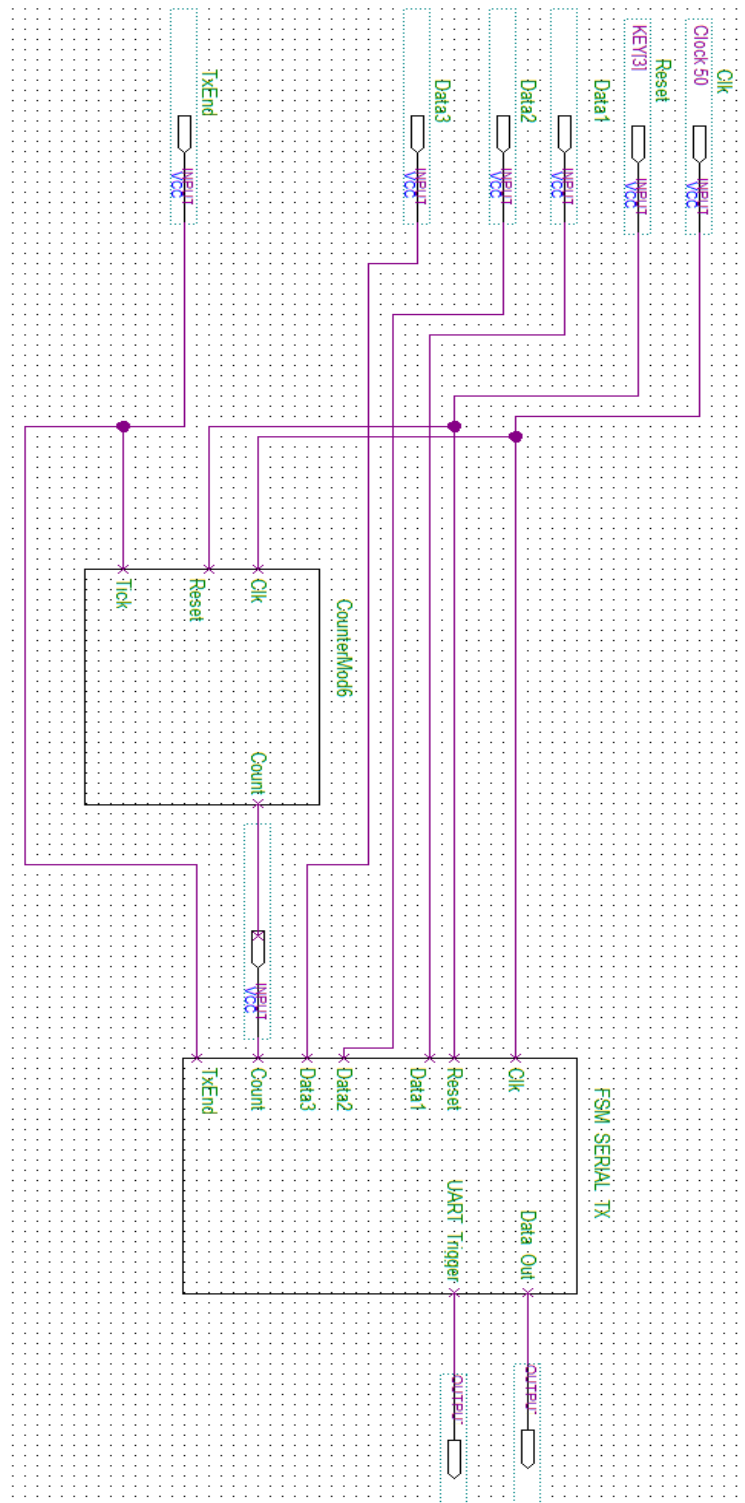 Clk
Clock 50
INPUT
VCC
Reset
KEY[3]
INPUT
VCC
Data1
INPUT
VCC
Data2
INPUT
VCC
Data3
INPUT
VCC
TxEnd
INPUT
VCC
CounterMod6
Clk
Count
Reset
Tick
INPUT
VCC
FSM SERIAL TX
Clk
Data Out
Reset
UART Trigger
Data1
Data2
Data3
Count
TxEnd
OUTPUT
OUTPUT